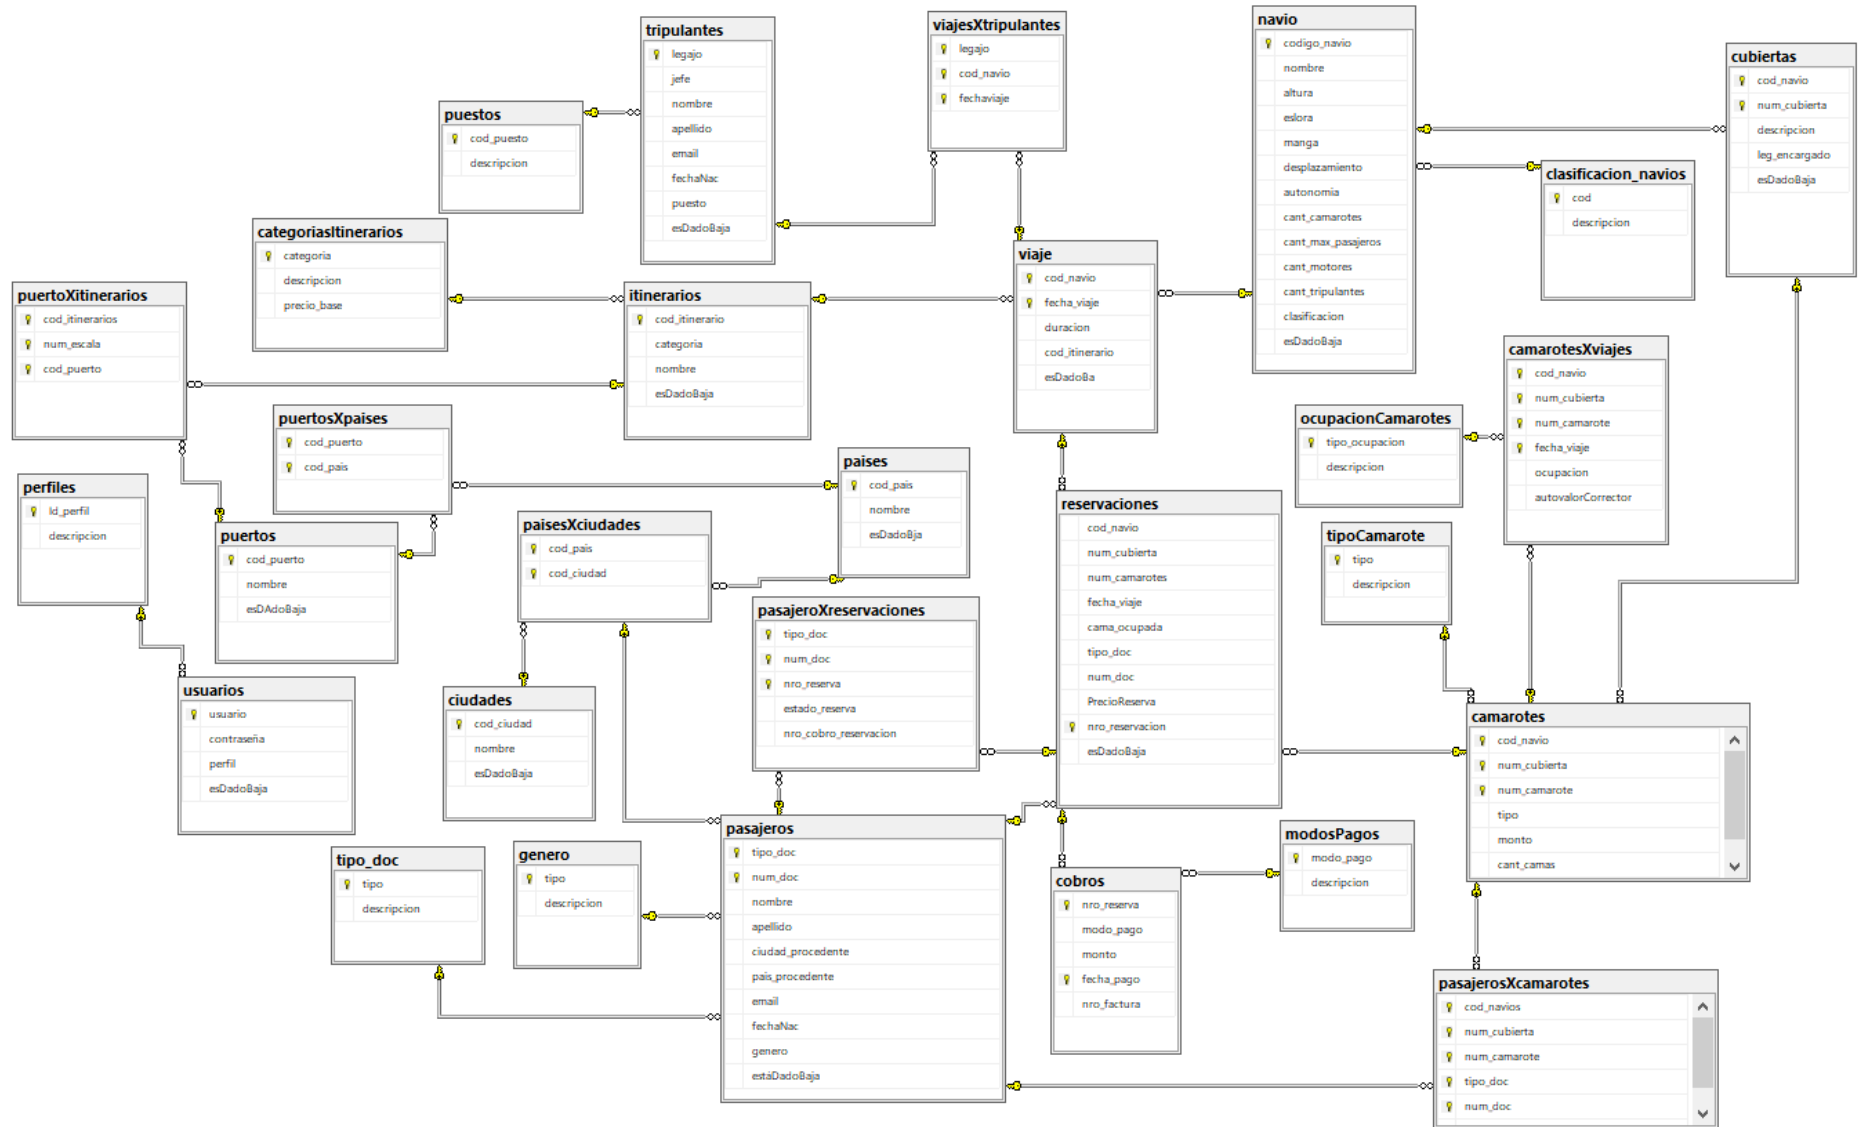 tripulantes
legajo
jefe
nombre
apellido
email
fechaNac
puesto
esDadoBaja
viajesXtripulantes
legajo
cod_navio
fechaviaje
navio
codigo_navio
nombre
altura
eslora
manga
desplazamiento
autonomia
cant_camarotes
cant_max_pasajeros
cant_motores
cant_tripulantes
clasificacion
esDadoBaja
cubiertas
cod_navio
num_cubierta
descripcion
leg_encargado
esDadoBaja
puestos
cod_puesto
descripcion
clasificacion_navios
cod
descripcion
categoriasItinerarios
categoria
descripcion
precio_base
viaje
cod_navio
fecha_viaje
duracion
cod_itinerario
esDadoBa
puertoXitinerarios
cod_itinerarios
num_escala
cod_puerto
itinerarios
cod_itinerario
categoria
nombre
esDadoBaja
camarotesXviajes
cod_navio
num_cubierta
num_camarote
fecha_viaje
ocupacion
autovalorCorrector
puertosXpaises
cod_puerto
cod_pais
ocupacionCamarotes
tipo_ocupacion
descripcion
paises
cod_pais
nombre
esDadoBja
perfiles
Id_perfil
descripcion
reservaciones
cod_navio
num_cubierta
num_camarotes
fecha_viaje
cama_ocupada
tipo_doc
num_doc
PrecioReserva
nro_reservacion
esDadoBaja
puertos
cod_puerto
nombre
esDAdoBaja
paisesXciudades
cod_pais
cod_ciudad
tipoCamarote
tipo
descripcion
pasajeroXreservaciones
tipo_doc
num_doc
nro_reserva
estado_reserva
nro_cobro_reservacion
usuarios
usuario
contraseña
perfil
esDadoBaja
ciudades
cod_ciudad
nombre
esDadoBaja
camarotes
cod_navio
num_cubierta
num_camarote
tipo
monto
cant_camas
pasajeros
tipo_doc
num_doc
nombre
apellido
ciudad_procedente
pais_procedente
email
fechaNac
genero
estáDadoBaja
tipo_doc
tipo
descripcion
genero
tipo
descripcion
modosPagos
modo_pago
descripcion
cobros
nro_reserva
modo_pago
monto
fecha_pago
nro_factura
pasajerosXcamarotes
cod_navios
num_cubierta
num_camarote
tipo_doc
num_doc